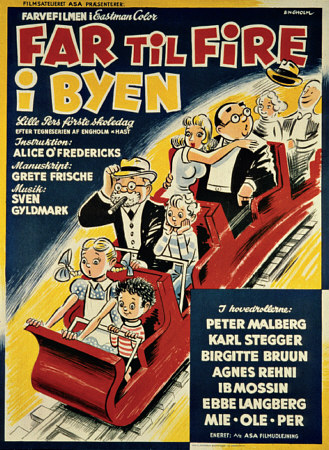 FILMSATELIERET ASA PRÆSENTERER:
FARVEFILMEN i Eastman Color
ENGHOLM
FAR TiL FiRE
i BYEN
Lille Pers förste skoledag
EFTER TEGNESERIEN AF ENGHOLM & HAST
Instruktion:
ALICE O'FREDERICKS
Manuskript:
GRETE FRISCHE
Musik:
SVEN
GYLDMARK
I hovedrollerne:
PETER MALBERG
KARL STEGGER
BIRGITTE BRUUN
AGNES REHNI
IB MOSSIN
EBBE LANGBERG
MIE · OLE · PER
ENERET: A/S ASA FILMUDLEJNING